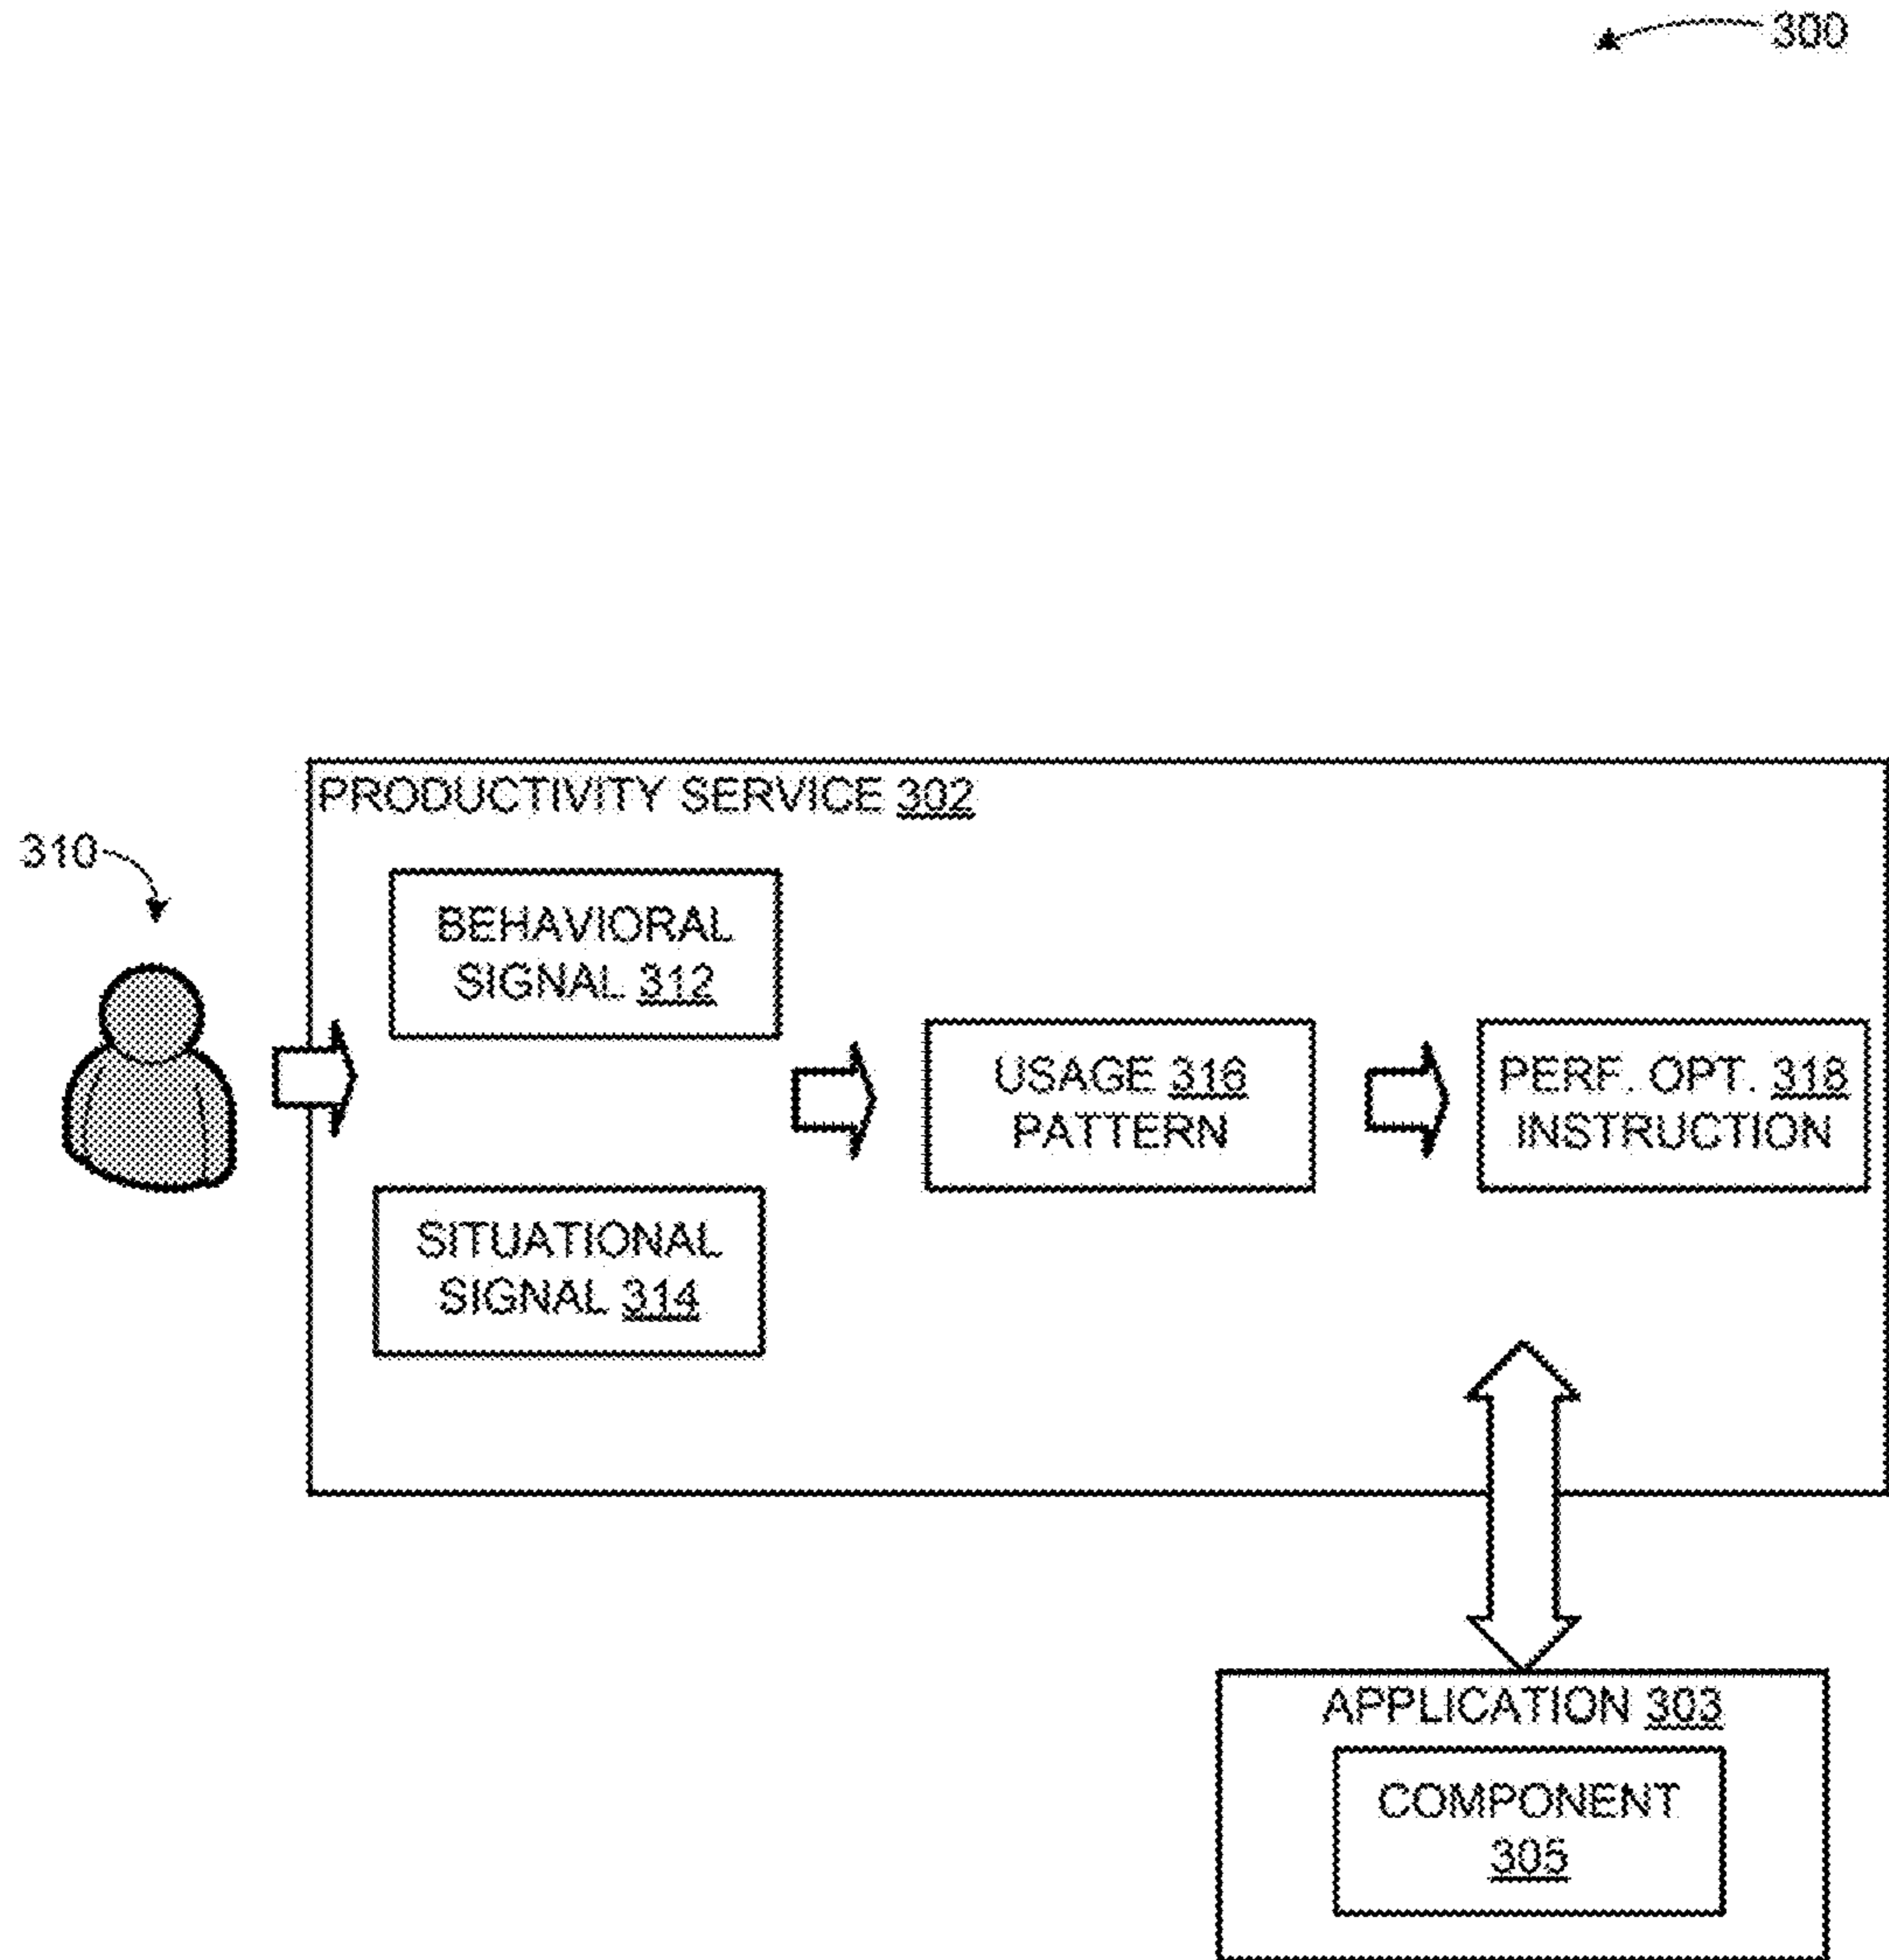 300
PRODUCTIVITY SERVICE 302
310
BEHAVIORAL
SIGNAL 312
USAGE 316
PATTERN
PERF. OPT. 318
INSTRUCTION
SITUATIONAL
SIGNAL 314
APPLICATION 303
COMPONENT
305